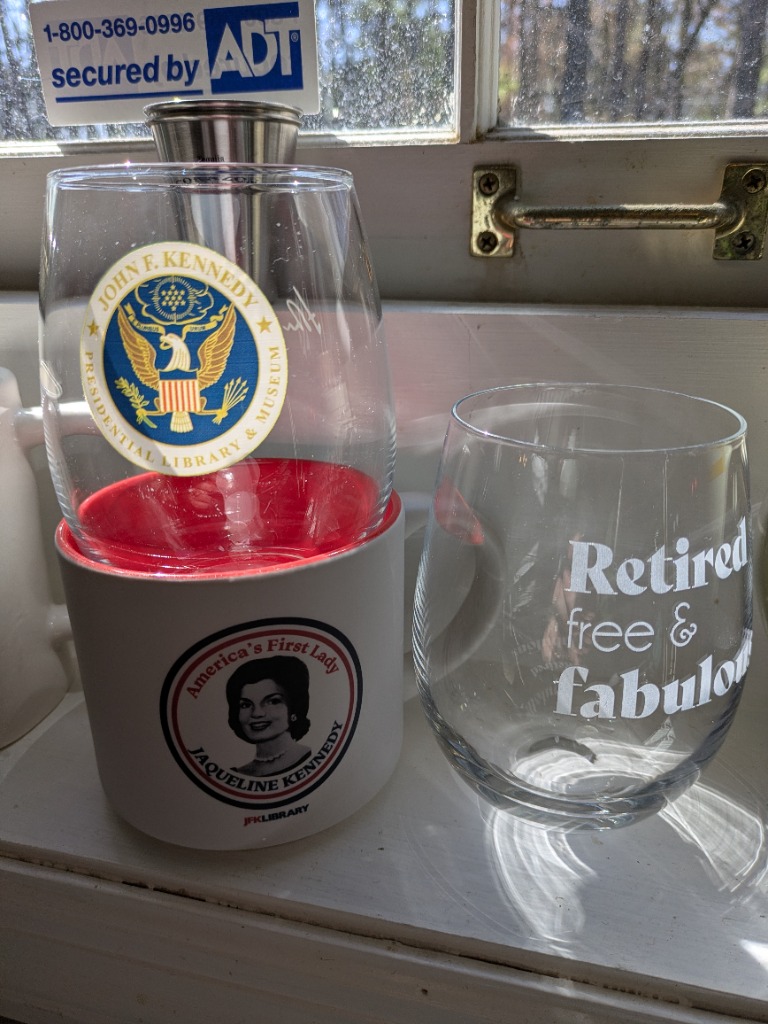 1-800-369-0996
secured by ADT
JOHN F. KENNEDY
PRESIDENTIAL LIBRARY & MUSEUM
America's First Lady
JAQUELINE KENNEDY
JFKLIBRARY
Retired
free &
fabulous